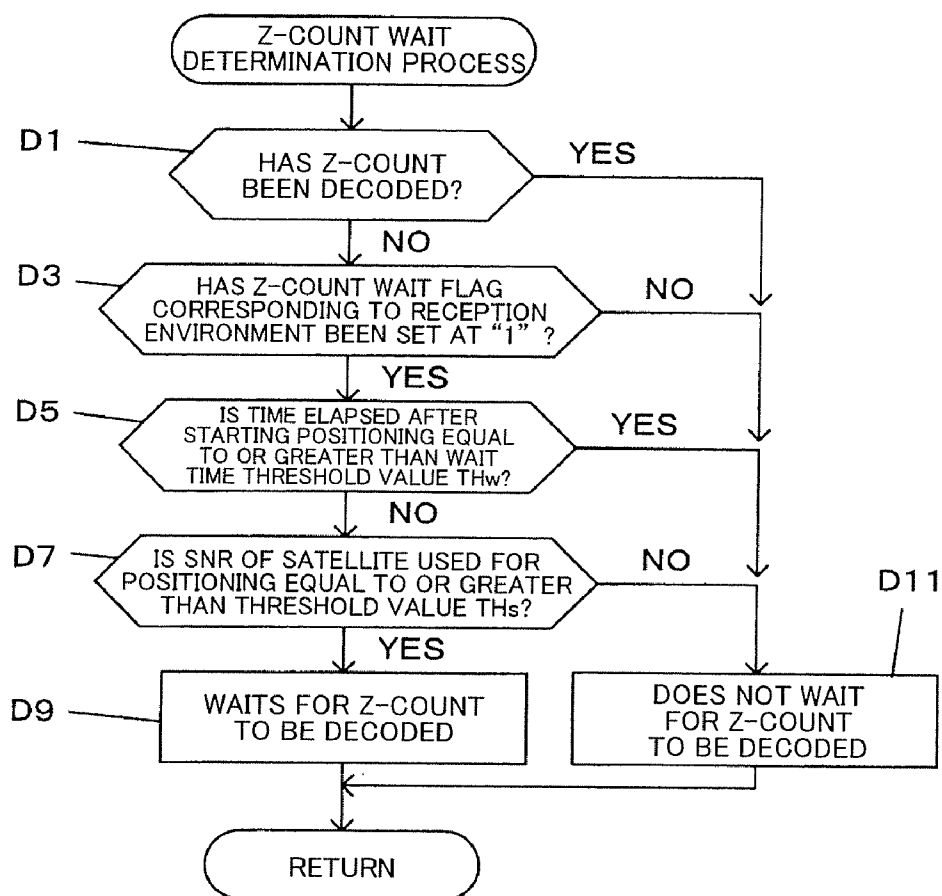 Z-COUNT WAIT
DETERMINATION PROCESS
D1
HAS Z-COUNT
BEEN DECODED?
YES
NO
D3
HAS Z-COUNT WAIT FLAG
CORRESPONDING TO RECEPTION
ENVIRONMENT BEEN SET AT “1” ?
NO
YES
D5
IS TIME ELAPSED AFTER
STARTING POSITIONING EQUAL
TO OR GREATER THAN WAIT
TIME THRESHOLD VALUE THw?
YES
NO
D7
IS SNR OF SATELLITE USED FOR
POSITIONING EQUAL TO OR GREATER
THAN THRESHOLD VALUE THs?
NO
YES
D11
D9
WAITS FOR Z-COUNT
TO BE DECODED
DOES NOT WAIT
FOR Z-COUNT
TO BE DECODED
RETURN